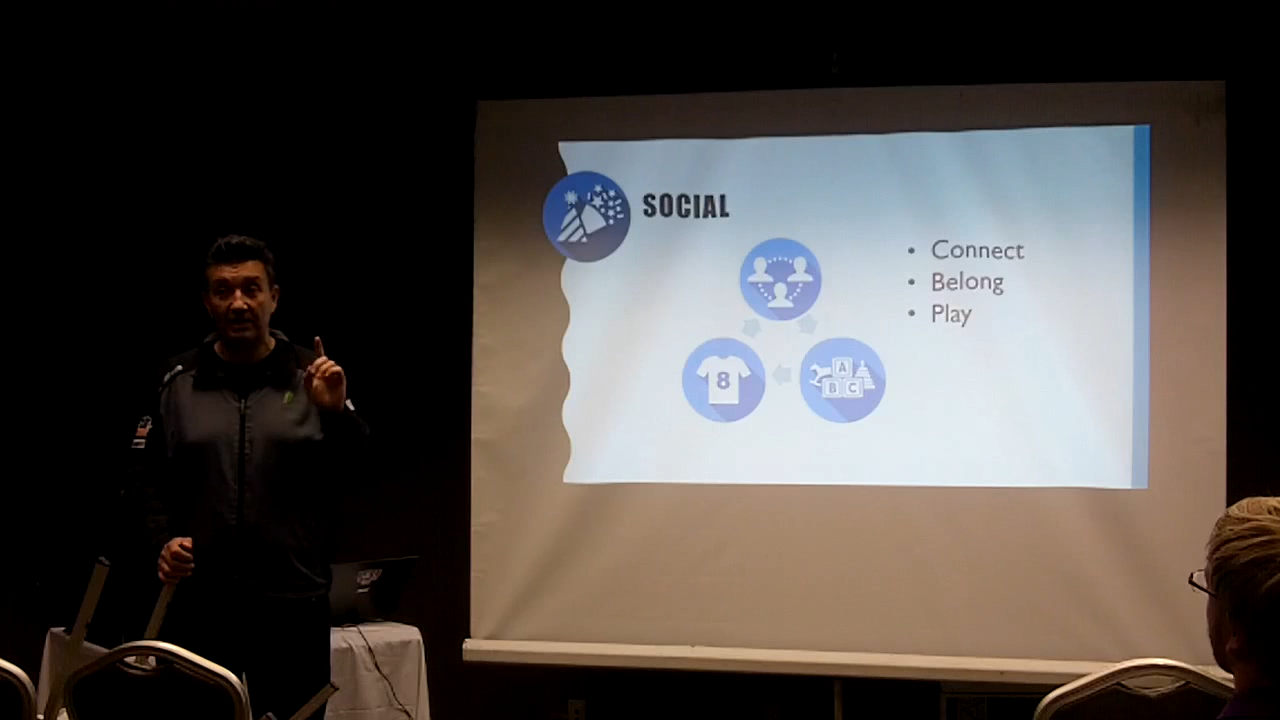 SOCIAL
• Connect
• Belong
• Play
8
A
B C